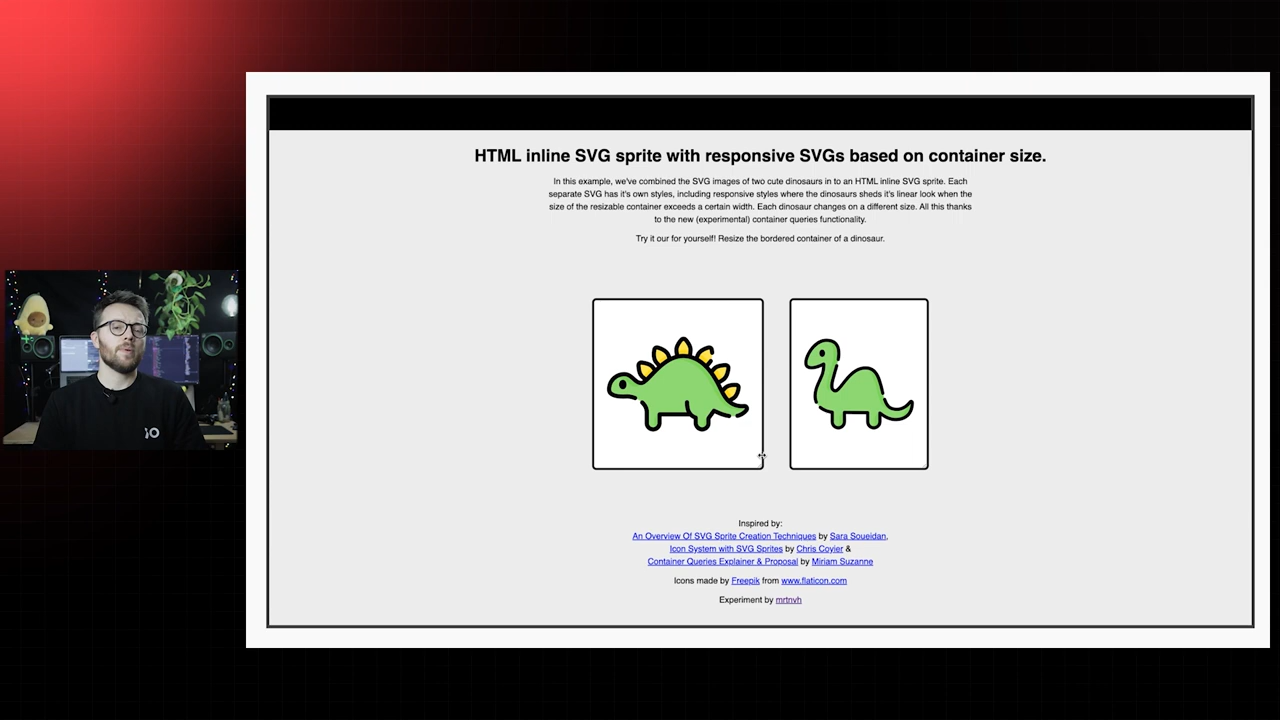 HTML inline SVG sprite with responsive SVGs based on container size.
In this example, we've combined the SVG images of two cute dinosaurs in to an HTML inline SVG sprite. Each
separate SVG has it's own styles, including responsive styles where the dinosaurs sheds it's linear look when the
size of the resizable container exceeds a certain width. Each dinosaur changes on a different size. All this thanks
to the new (experimental) container queries functionality.
Try it our for yourself! Resize the bordered container of a dinosaur.
Inspired by:
An Overview Of SVG Sprite Creation Techniques by Sara Soueidan,
Icon System with SVG Sprites by Chris Coyier &
Container Queries Explainer & Proposal by Miriam Suzanne
Icons made by Freepik from www.flaticon.com
Experiment by mrtnvh